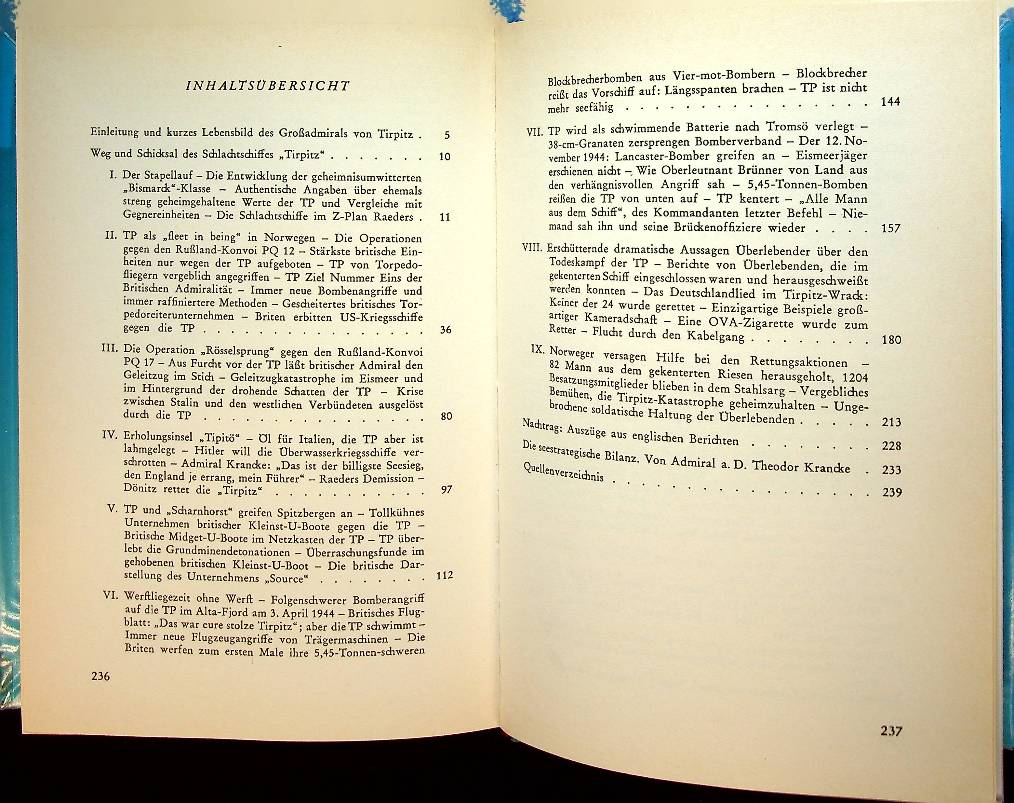 INHALTSÜBERSICHT
Einleitung und kurzes Lebensbild des Großadmirals von Tirpitz . 5
Weg und Schicksal des Schlachtschiffes „Tirpitz“ . . . . . . . 10
I. Der Stapellauf – Die Entwicklung der geheimnisumwitterten
„Bismarck“-Klasse – Authentische Angaben über ehemals
streng geheimgehaltene Werte der TP und Vergleiche mit
Gegnereinheiten – Die Schlachtschiffe im Z-Plan Raeders . 11
II. TP als „fleet in being“ in Norwegen – Die Operationen
gegen den Rußland-Konvoi PQ 12 – Stärkste britische Ein-
heiten nur wegen der TP aufgeboten – TP von Torpedo-
fliegern vergeblich angegriffen – TP Ziel Nummer Eins der
Britischen Admiralität – Immer neue Bombenangriffe und
immer raffiniertere Methoden – Gescheitertes britisches Tor-
pedoreiterunternehmen – Briten erbitten US-Kriegsschiffe
gegen die TP . . . . . . . . . . . . . . . . . 36
III. Die Operation „Rösselsprung“ gegen den Rußland-Konvoi
PQ 17 – Aus Furcht vor der TP läßt britischer Admiral den
Geleitzug im Stich – Geleitzugkatastrophe im Eismeer und
im Hintergrund der drohende Schatten der TP – Krise
zwischen Stalin und den westlichen Verbündeten ausgelöst
durch die TP . . . . . . . . . . . . . . . . . 80
IV. Erholungsinsel „Tipitö“ – Öl für Italien, die TP aber ist
lahmgelegt – Hitler will die Überwasserkriegsschiffe ver-
schrotten – Admiral Krancke: „Das ist der billigste Seesieg,
den England je errang, mein Führer“ – Raeders Demission –
Dönitz rettet die „Tirpitz“ . . . . . . . . . . . . 97
V. TP und „Scharnhorst“ greifen Spitzbergen an – Tollkühnes
Unternehmen britischer Kleinst-U-Boote gegen die TP –
Britische Midget-U-Boote im Netzkasten der TP – TP über-
lebt die Grundminendetonationen – Überraschungsfunde im
gehobenen britischen Kleinst-U-Boot – Die britische Dar-
stellung des Unternehmens „Source“ . . . . . . . . 112
VI. Werftliegezeit ohne Werft – Folgenschwerer Bomberangriff
auf die TP im Alta-Fjord am 3. April 1944 – Britisches Flug-
blatt: „Das war eure stolze Tirpitz“; aber die TP schwimmt –
Immer neue Flugzeugangriffe von Trägermaschinen – Die
Briten werfen zum ersten Male ihre 5,45-Tonnen-schweren
236
Blockbrecherbomben aus Vier-mot-Bombern – Blockbrecher
reißt das Vorschiff auf: Längsspanten brachen – TP ist nicht
mehr seefähig . . . . . . . . . . . . . . . . 144
VII. TP wird als schwimmende Batterie nach Tromsö verlegt –
38-cm-Granaten zersprengen Bomberverband – Der 12. No-
vember 1944: Lancaster-Bomber greifen an – Eismeerjäger
erschienen nicht – Wie Oberleutnant Brünner von Land aus
den verhängnisvollen Angriff sah – 5,45-Tonnen-Bomben
reißen die TP von unten auf – TP kentert – „Alle Mann
aus dem Schiff“, des Kommandanten letzter Befehl – Nie-
mand sah ihn und seine Brückenoffiziere wieder . . . . 157
VIII. Erschütternde dramatische Aussagen Überlebender über den
Todeskampf der TP – Berichte von Überlebenden, die im
gekenterten Schiff eingeschlossen waren und herausgeschweißt
werden konnten – Das Deutschlandlied im Tirpitz-Wrack:
Keiner der 24 wurde gerettet – Einzigartige Beispiele groß-
artiger Kameradschaft – Eine OVA-Zigarette wurde zum
Retter – Flucht durch den Kabelgang . . . . . . . . 180
IX. Norweger versagen Hilfe bei den Rettungsaktionen –
82 Mann aus dem gekenterten Riesen herausgeholt, 1204
Besatzungsmitglieder blieben in dem Stahlsarg – Vergebliches
Bemühen, die Tirpitz-Katastrophe geheimzuhalten – Unge-
brochene soldatische Haltung der Überlebenden . . . . . 213
Nachtrag: Auszüge aus englischen Berichten . . . . . . . 228
Die seestrategische Bilanz. Von Admiral a. D. Theodor Krancke . 233
Quellenverzeichnis . . . . . . . . . . . . . . . . 239
237